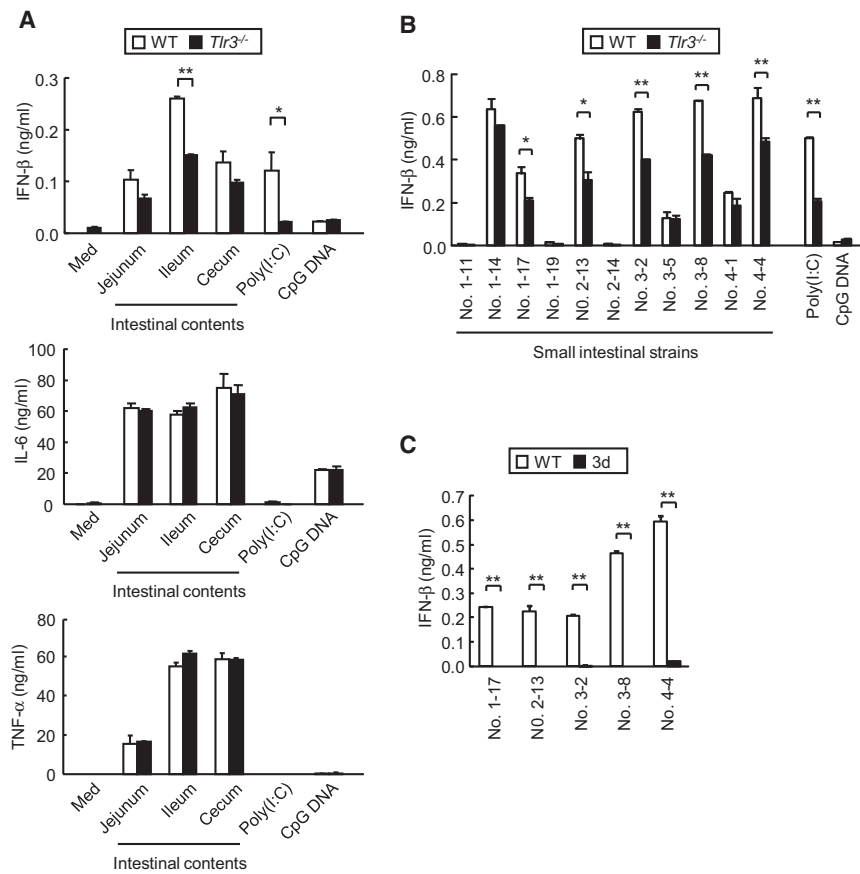 A
WT Tlr3-/-
IFN-β (ng/ml)
0.3
0.2
0.1
0.0
**
*
Med
Jejunum
Ileum
Cecum
Poly(I:C)
CpG DNA
Intestinal contents
IL-6 (ng/ml)
100
80
60
40
20
0
Med
Jejunum
Ileum
Cecum
Poly(I:C)
CpG DNA
Intestinal contents
TNF-α (ng/ml)
80
60
40
20
0
Med
Jejunum
Ileum
Cecum
Poly(I:C)
CpG DNA
Intestinal contents
B
WT Tlr3-/-
IFN-β (ng/ml)
0.8
0.6
0.4
0.2
0.0
*
*
**
**
**
**
No. 1-11
No. 1-14
No. 1-17
No. 1-19
N0. 2-13
No. 2-14
No. 3-2
No. 3-5
No. 3-8
No. 4-1
No. 4-4
Poly(I:C)
CpG DNA
Small intestinal strains
C
WT 3d
IFN-β (ng/ml)
0.7
0.6
0.5
0.4
0.3
0.2
0.1
0.0
**
**
**
**
**
No. 1-17
N0. 2-13
No. 3-2
No. 3-8
No. 4-4